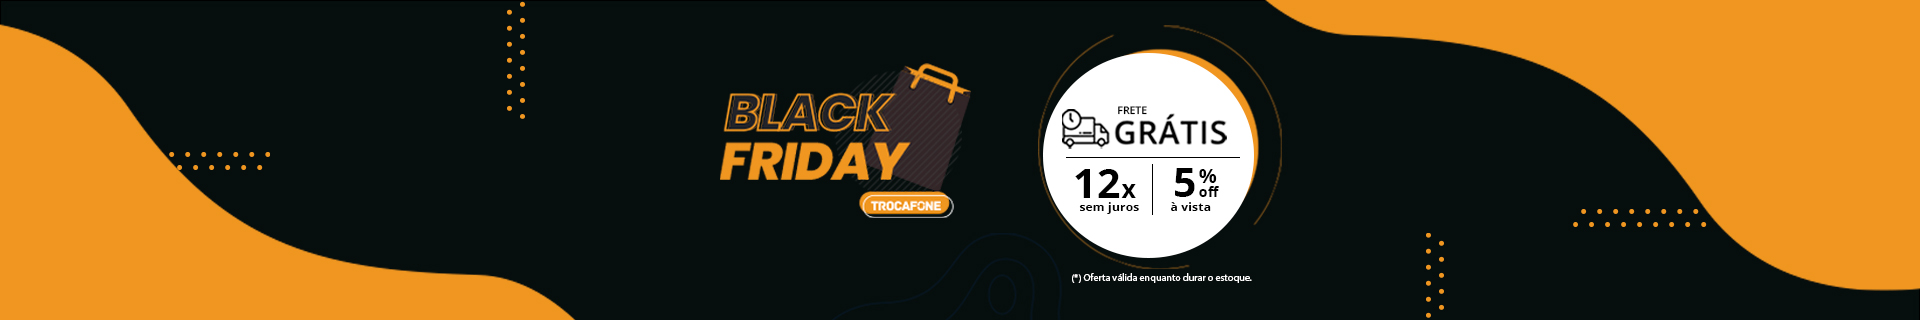 BLACK
FRIDAY
TROCAFONE
FRETE
GRÁTIS
12x
sem juros
5% off
à vista
(*) Oferta válida enquanto durar o estoque.